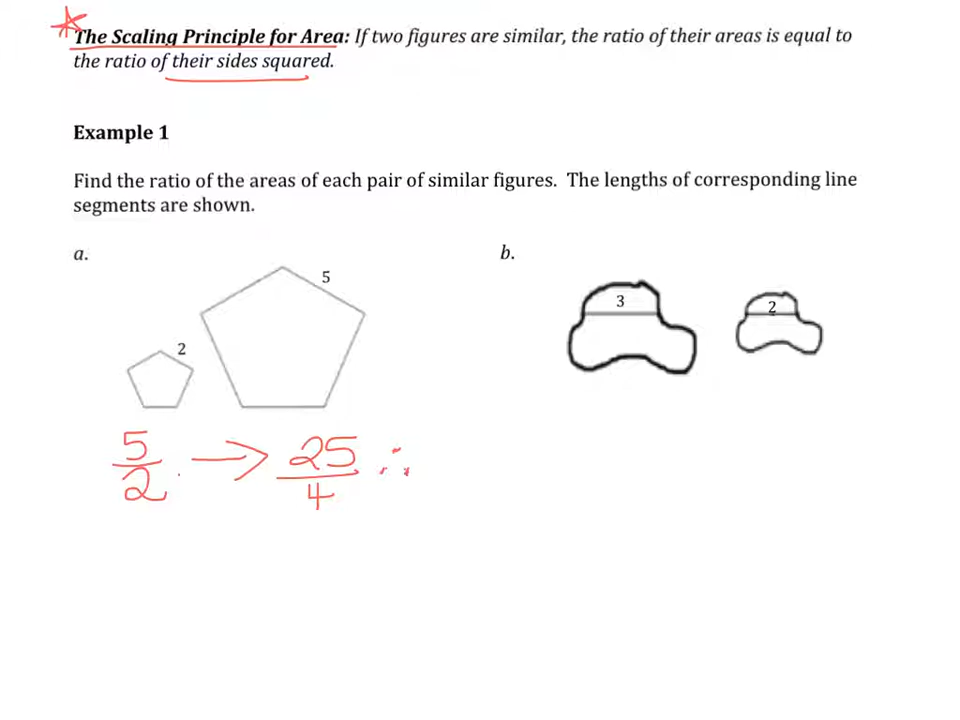 The Scaling Principle for Area: If two figures are similar, the ratio of their areas is equal to
the ratio of their sides squared.
Example 1
Find the ratio of the areas of each pair of similar figures. The lengths of corresponding line
segments are shown.
a.
b.
5
2
3
2
5/2 → 25/4 ∴